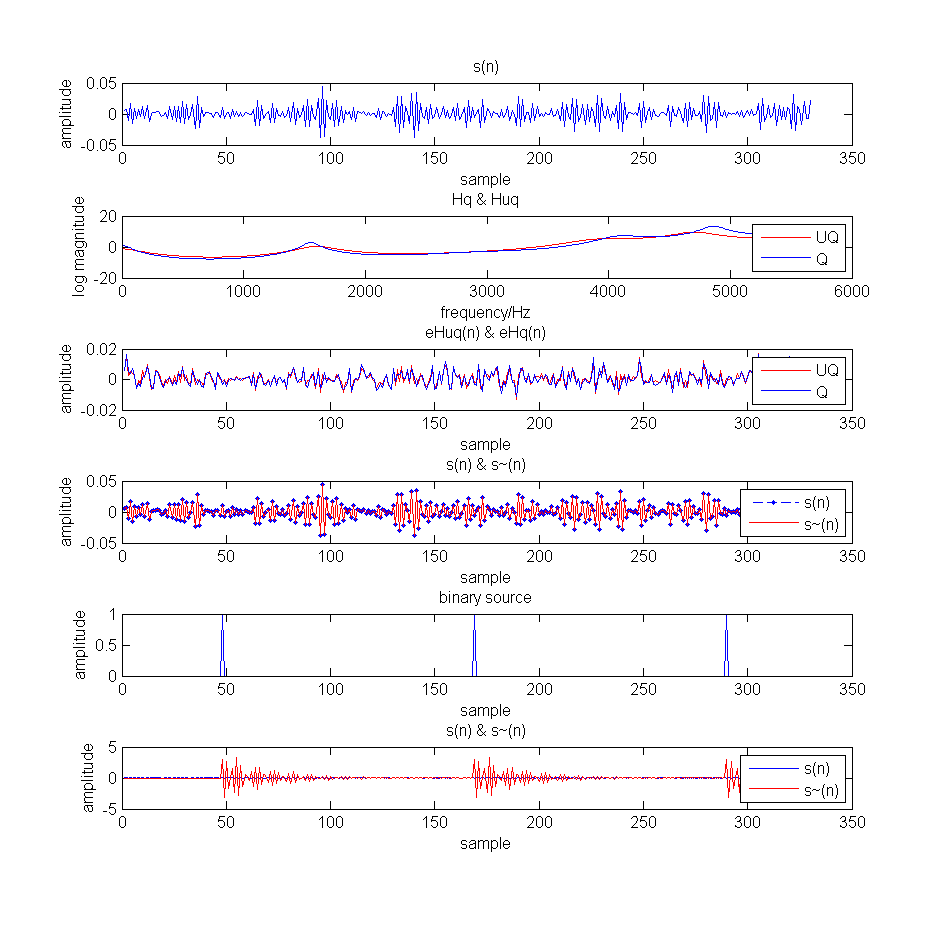 s(n)
0.05
0
-0.05
amplitude
0 50 100 150 200 250 300 350
sample
Hq & Huq
20
0
-20
log magnitude
UQ
Q
0 1000 2000 3000 4000 5000 6000
frequency/Hz
eHuq(n) & eHq(n)
0.02
0
-0.02
amplitude
UQ
Q
0 50 100 150 200 250 300 350
sample
s(n) & s~(n)
0.05
0
-0.05
amplitude
s(n)
s~(n)
0 50 100 150 200 250 300 350
sample
binary source
1
0.5
0
amplitude
0 50 100 150 200 250 300 350
sample
s(n) & s~(n)
5
0
-5
amplitude
s(n)
s~(n)
0 50 100 150 200 250 300 350
sample